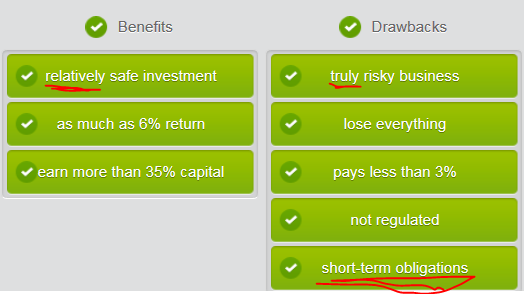 Benefits
relatively safe investment
as much as 6% return
earn more than 35% capital
Drawbacks
truly risky business
lose everything
pays less than 3%
not regulated
short-term obligations